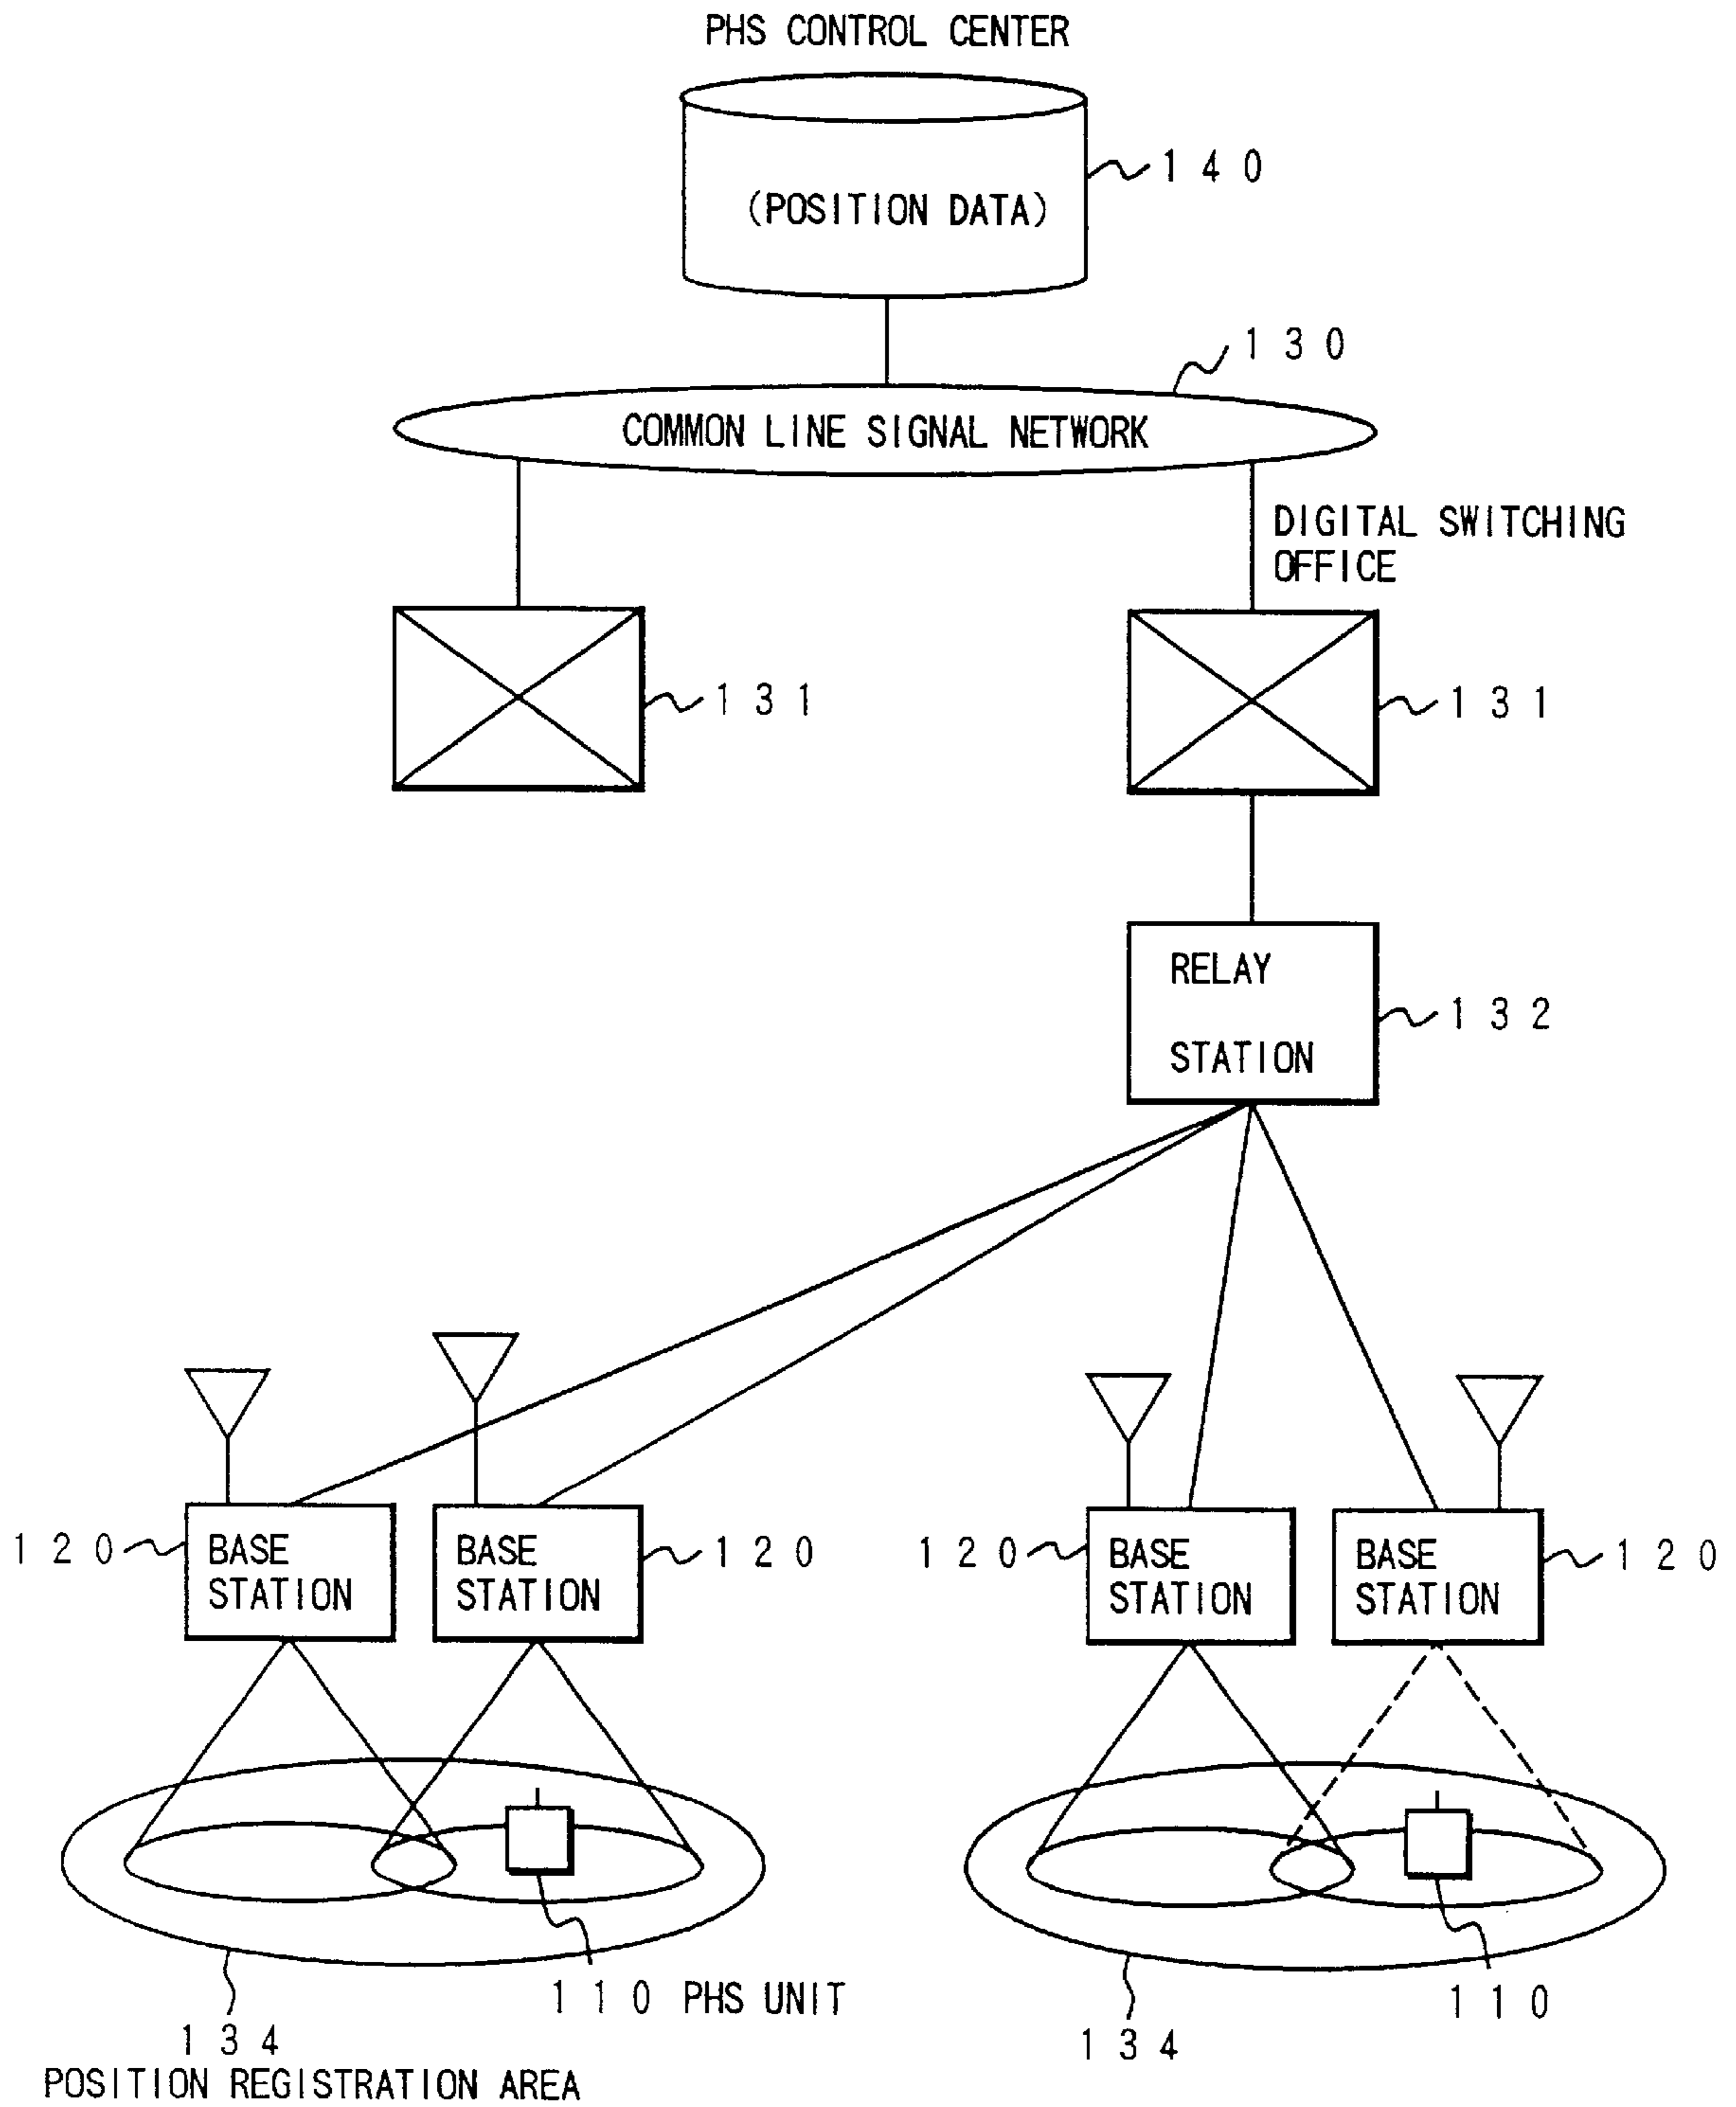 PHS CONTROL CENTER
140
(POSITION DATA)
130
COMMON LINE SIGNAL NETWORK
DIGITAL SWITCHING
OFFICE
131
131
RELAY
STATION
132
120
BASE
STATION
BASE
STATION
120
120
BASE
STATION
BASE
STATION
120
110 PHS UNIT
110
134
134
POSITION REGISTRATION AREA